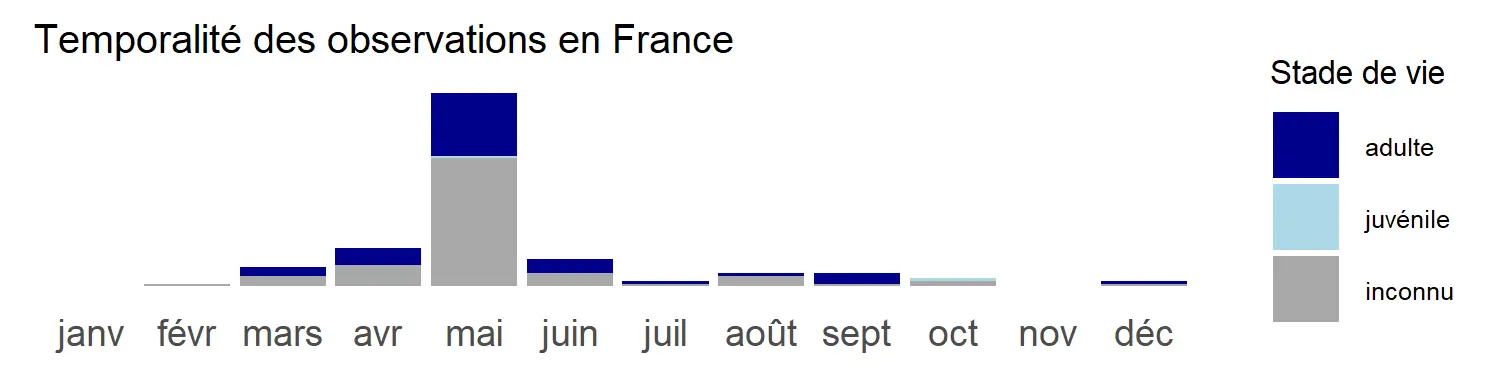 Temporalité des observations en France
Stade de vie
adulte
juvénile
inconnu
janv févr mars avr mai juin juil août sept oct nov déc